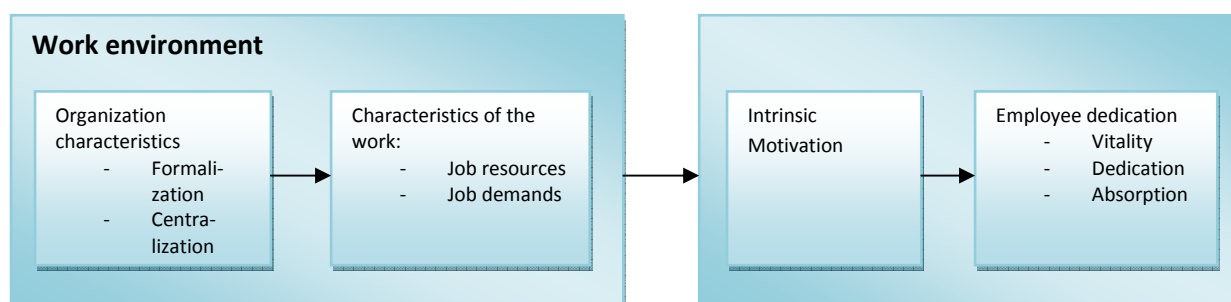 Work environment
Organization
characteristics
- Formali-
zation
- Centra-
lization
Characteristics of the
work:
- Job resources
- Job demands
Intrinsic
Motivation
Employee dedication
- Vitality
- Dedication
- Absorption